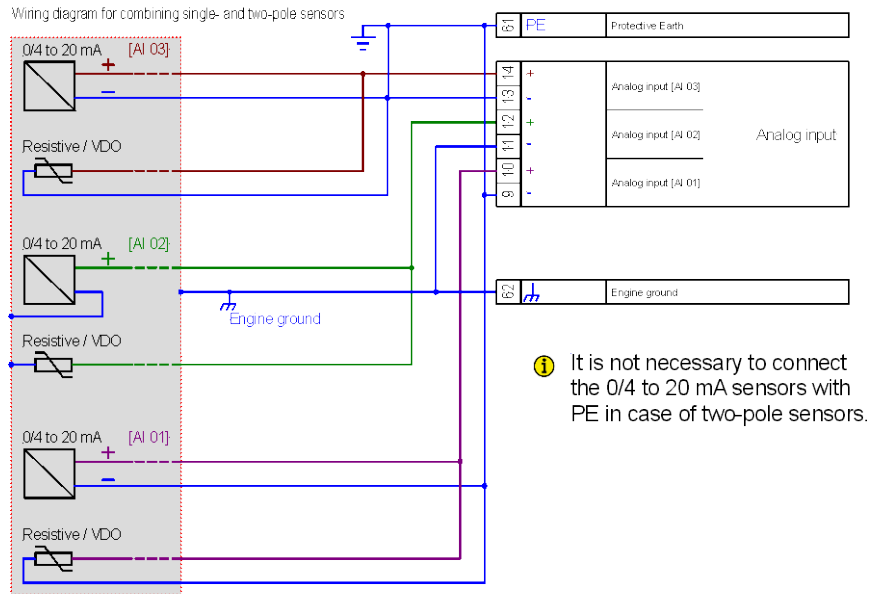 Wiring diagram for combining single- and two-pole sensors
61 PE Protective Earth
0/4 to 20 mA [AI 03]
+
−
Resistive / VDO
14 + Analog input [AI 03]
13 -
12 + Analog input [AI 02] Analog input
11 -
10 + Analog input [AI 01]
9 -
0/4 to 20 mA [AI 02]
+
Engine ground
62 Engine ground
Resistive / VDO
i It is not necessary to connect
the 0/4 to 20 mA sensors with
PE in case of two-pole sensors.
0/4 to 20 mA [AI 01]
+
−
Resistive / VDO